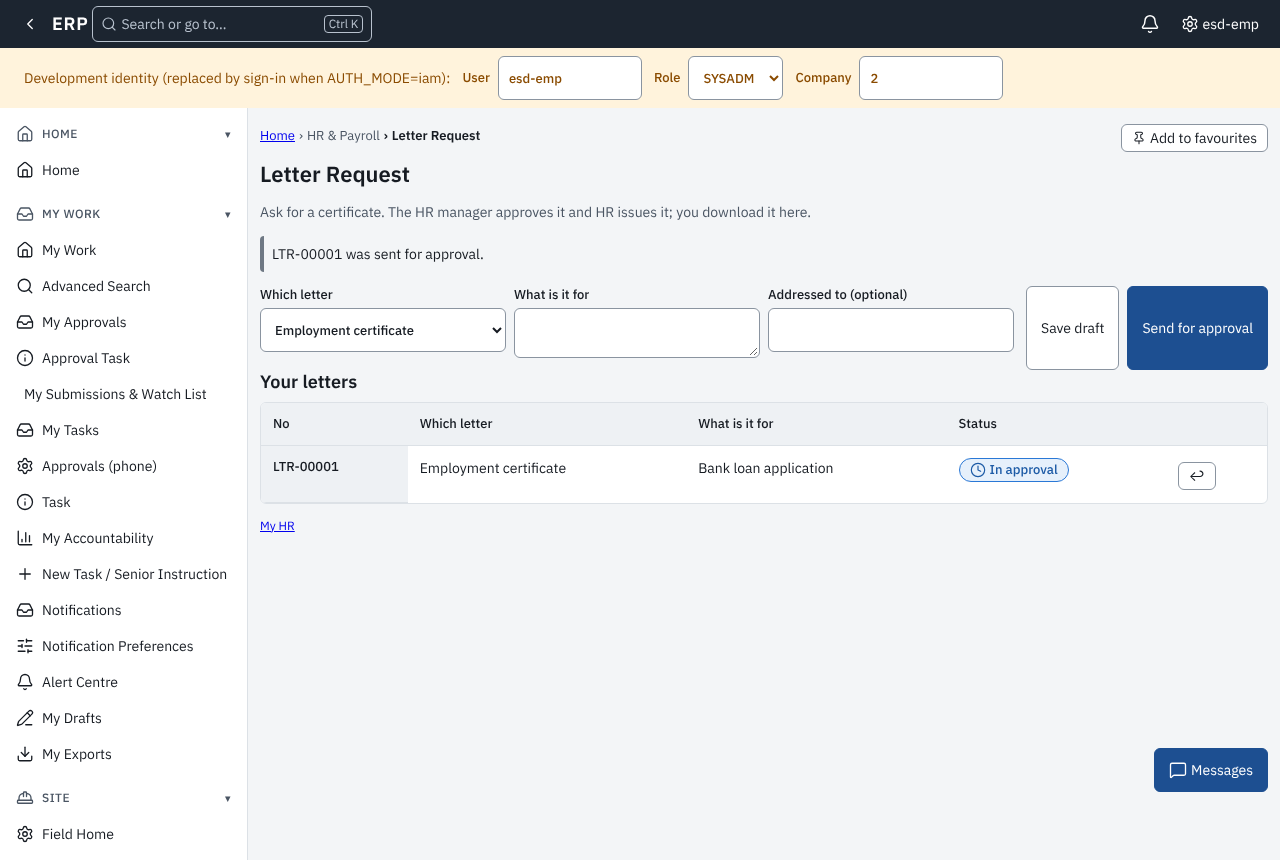 ERP
Search or go to...
Ctrl K
esd-emp
Development identity (replaced by sign-in when AUTH_MODE=iam):
User
esd-emp
Role
SYSADM
Company
2
HOME
Home
MY WORK
My Work
Advanced Search
My Approvals
Approval Task
My Submissions & Watch List
My Tasks
Approvals (phone)
Task
My Accountability
New Task / Senior Instruction
Notifications
Notification Preferences
Alert Centre
My Drafts
My Exports
SITE
Field Home
Home › HR & Payroll › Letter Request
Add to favourites
Letter Request
Ask for a certificate. The HR manager approves it and HR issues it; you download it here.
LTR-00001 was sent for approval.
Which letter
Employment certificate
What is it for
Addressed to (optional)
Save draft
Send for approval
Your letters
No Which letter What is it for Status
LTR-00001 Employment certificate Bank loan application In approval
My HR
Messages